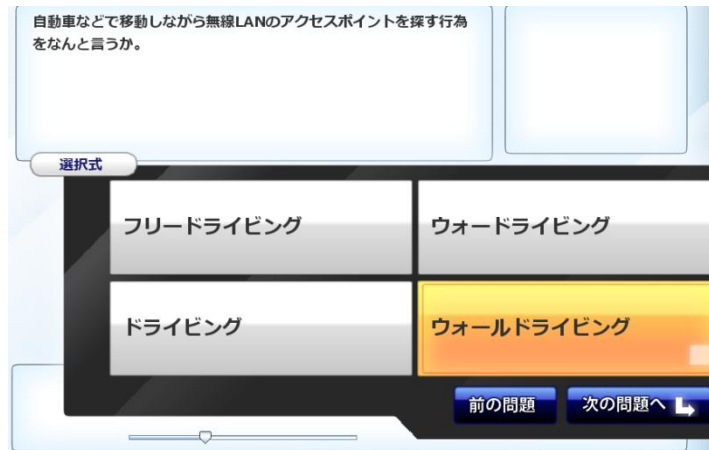 自動車などで移動しながら無線LANのアクセスポイントを探す行為
をなんと言うか。
選択式
フリードライビング
ウォードライビング
ドライビング
ウォールドライビング
前の問題
次の問題へ